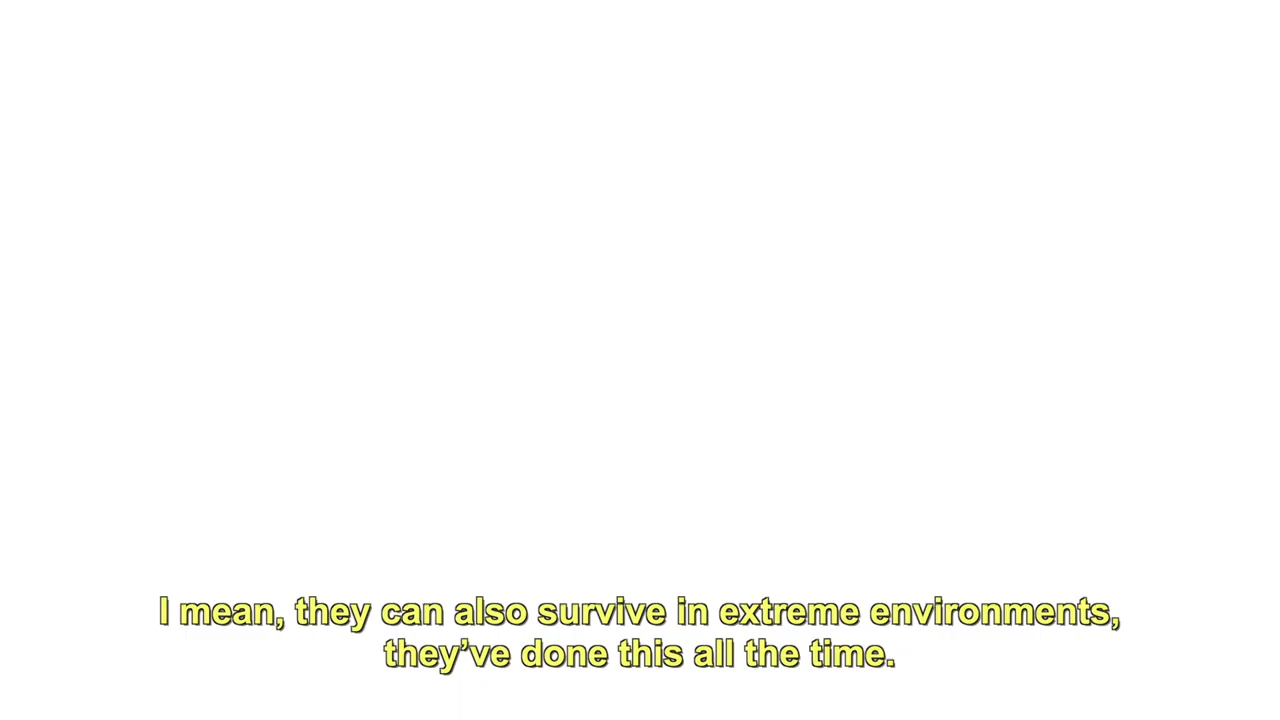 I mean, they can also survive in extreme environments,
they’ve done this all the time.